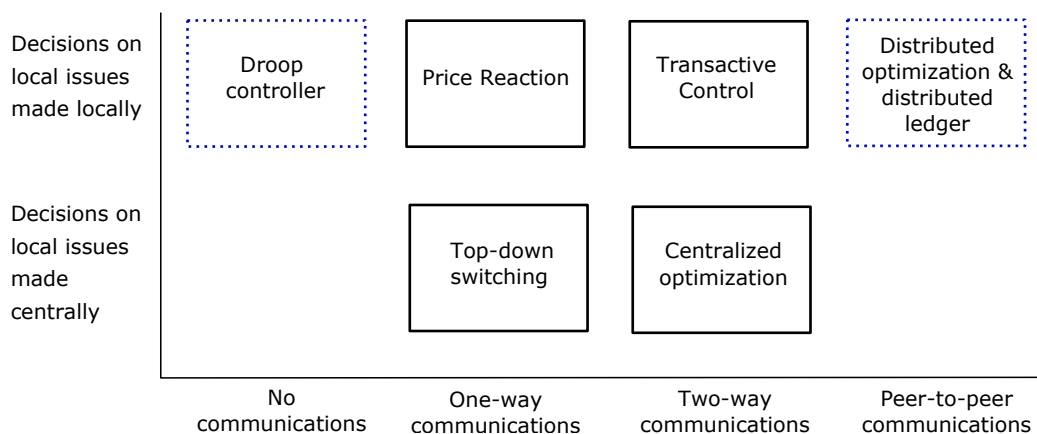 Decisions on
local issues
made locally
Droop
controller
Price Reaction
Transactive
Control
Distributed
optimization &
distributed
ledger
Decisions on
local issues
made
centrally
Top-down
switching
Centralized
optimization
No
communications
One-way
communications
Two-way
communications
Peer-to-peer
communications